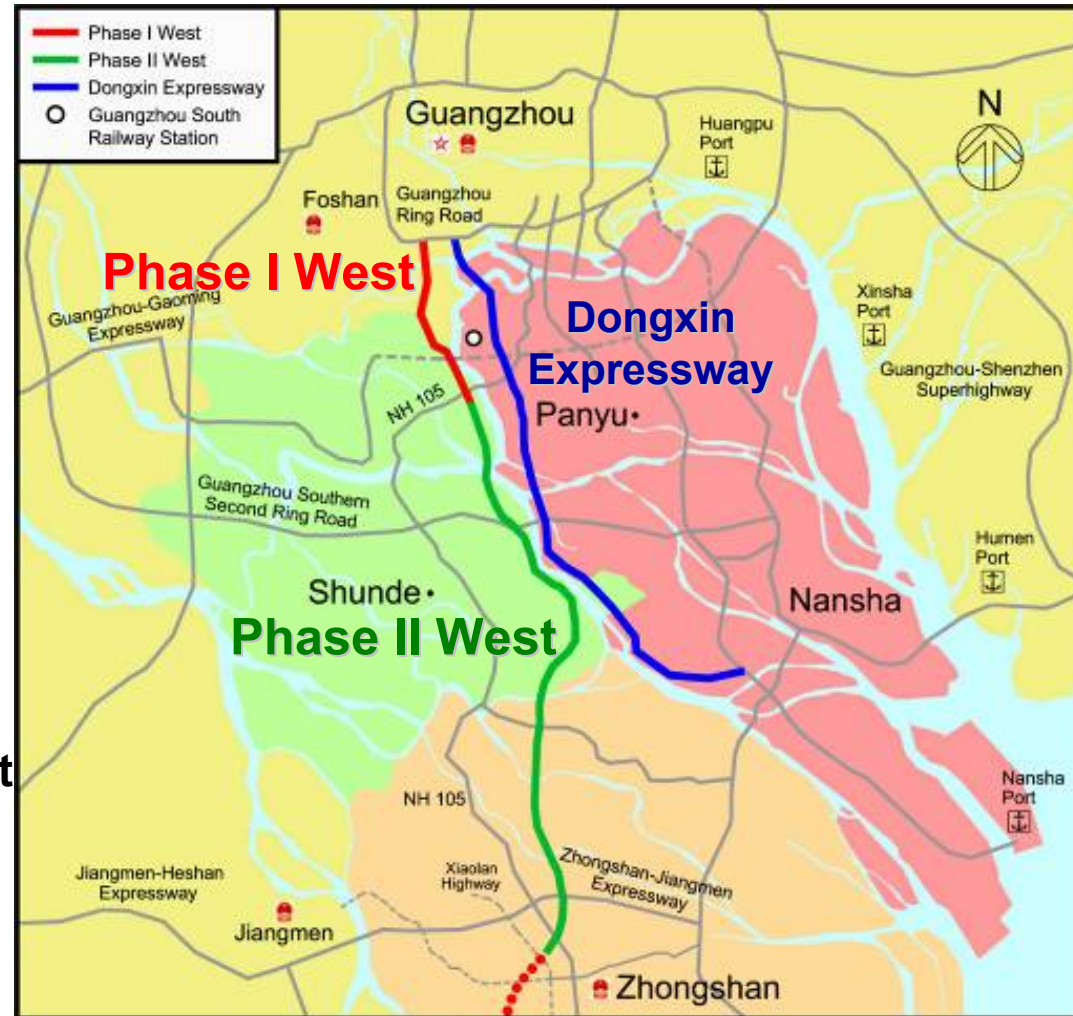 Phase I West
Phase II West
Dongxin Expressway
Guangzhou South
Railway Station
Guangzhou
N
Huangpu
Port
Foshan
Guangzhou
Ring Road
Phase I West
Guangzhou-Gaoming
Expressway
Dongxin
Expressway
Xinsha
Port
Guangzhou-Shenzhen
Superhighway
NH 105
Panyu
Guangzhou Southern
Second Ring Road
Humen
Port
Shunde
Nansha
Phase II West
t
Nansha
Port
NH 105
Jiangmen-Heshan
Expressway
Xiaolan
Highway
Zhongshan-Jiangmen
Expressway
Jiangmen
Zhongshan